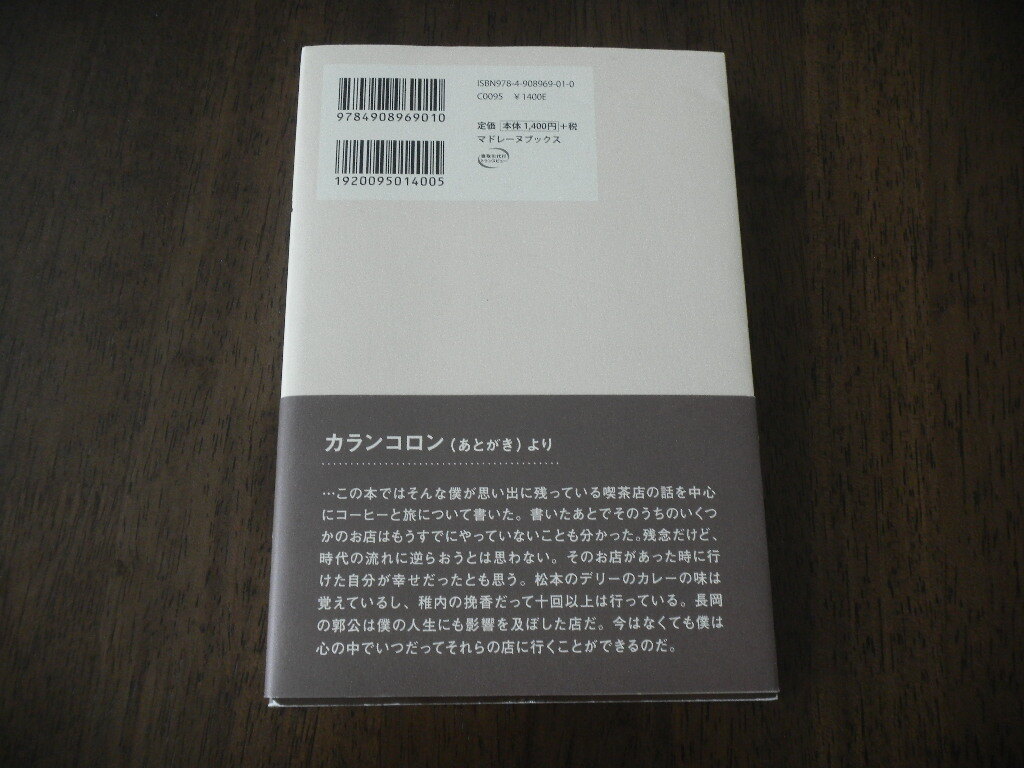 ISBN978-4-908969-01-0
C0095 ¥1400E
9784908969010
定価 本体1,400円+税
マドレーヌブックス
1920095014005
カランコロン(あとがき)より
…この本ではそんな僕が思い出に残っている喫茶店の話を中心
にコーヒーと旅について書いた。書いたあとでそのうちのいくつ
かのお店はもうすでにやっていないことも分かった。残念だけど、
時代の流れに逆らおうとは思わない。そのお店があった時に行
けた自分が幸せだったとも思う。松本のデリーのカレーの味は
覚えているし、稚内の挽香だって十回以上は行っている。長岡
の郭公は僕の人生にも影響を及ぼした店だ。今はなくても僕は
心の中でいつだってそれらの店に行くことができるのだ。